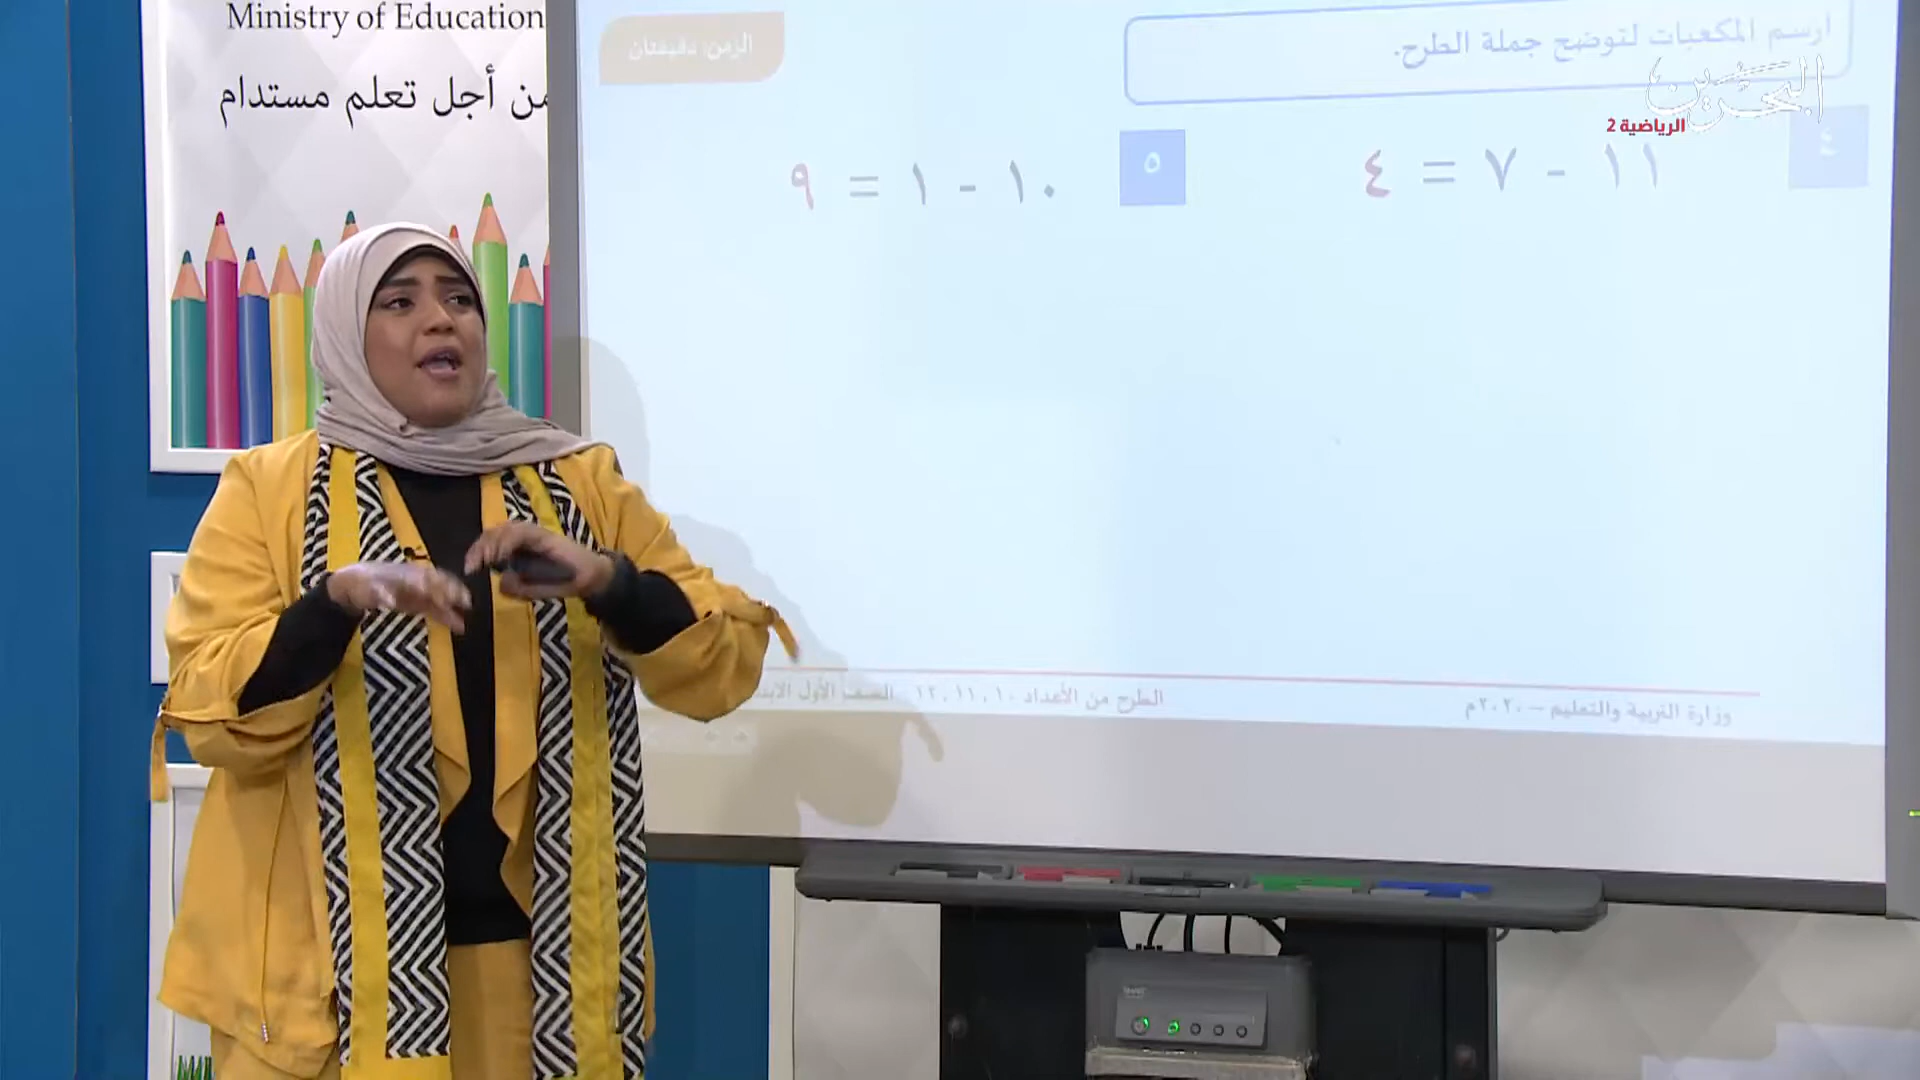 Ministry of Education
من أجل تعلم مستدام
ارسم المكعبات لتوضح جملة الطرح.
الزمن: دقيقتان
البحرين
الرياضية 2
٤
١١ - ٧ = ٤
٥
١٠ - ١ = ٩
وزارة التربية والتعليم – ٢٠٢٠م
الطرح من الأعداد ١٠، ١١، ١٢ - الصف الأول